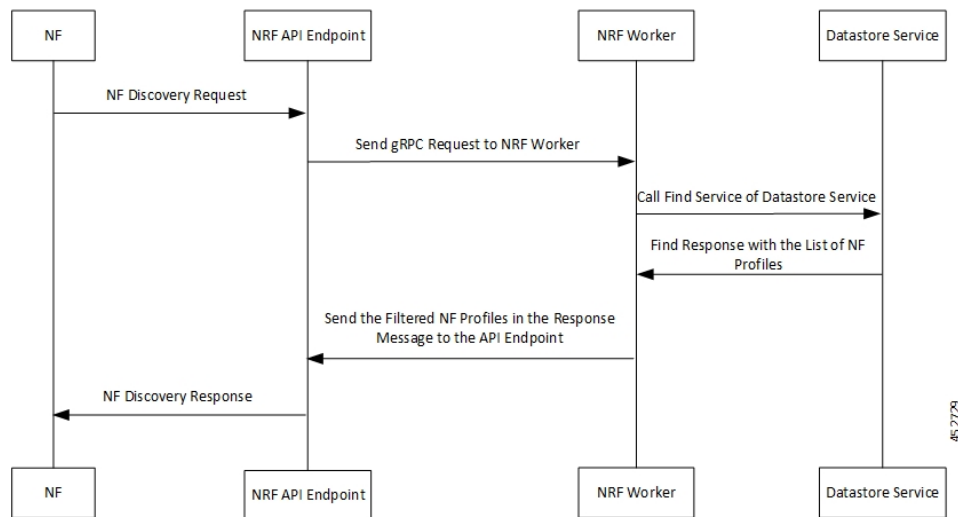 NF
NRF API Endpoint
NRF Worker
Datastore Service
NF Discovery Request
Send gRPC Request to NRF Worker
Call Find Service of Datastore Service
Find Response with the List of NF
Profiles
Send the Filtered NF Profiles in the Response
Message to the API Endpoint
NF Discovery Response
452729
NF
NRF API Endpoint
NRF Worker
Datastore Service